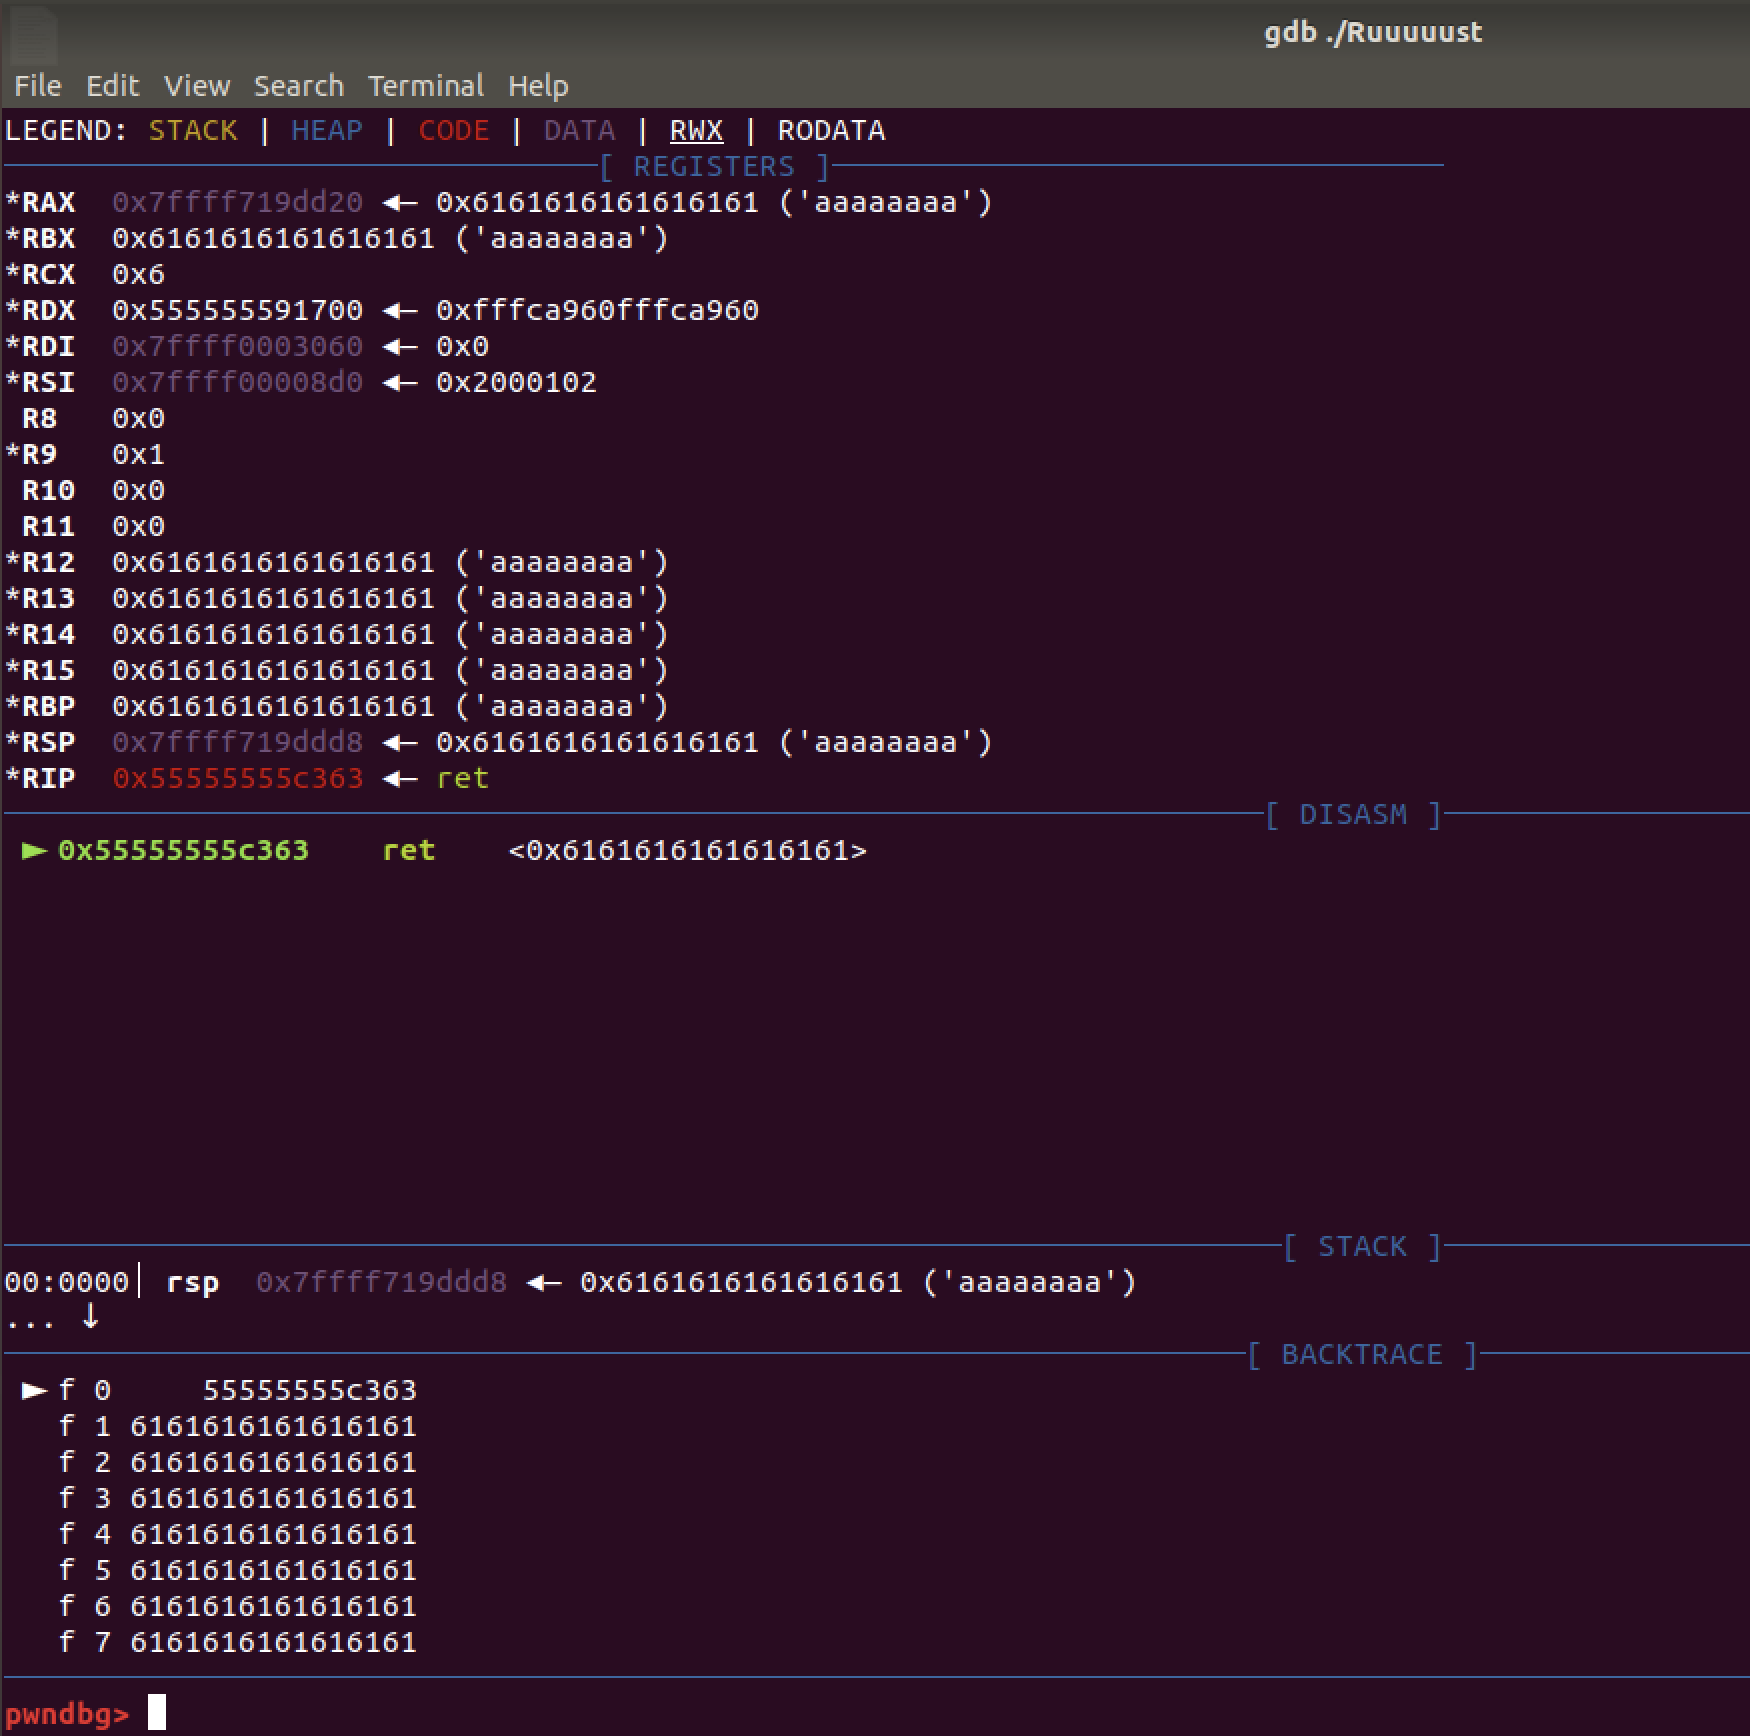 gdb ./Ruuuuust
File Edit View Search Terminal Help
LEGEND: STACK | HEAP | CODE | DATA | RWX | RODATA
[ REGISTERS ]
*RAX  0x7ffff719dd20 ◂— 0x6161616161616161 ('aaaaaaaa')
*RBX  0x6161616161616161 ('aaaaaaaa')
*RCX  0x6
*RDX  0x555555591700 ◂— 0xfffca960fffca960
*RDI  0x7ffff0003060 ◂— 0x0
*RSI  0x7ffff00008d0 ◂— 0x2000102
R8   0x0
*R9   0x1
R10  0x0
R11  0x0
*R12  0x6161616161616161 ('aaaaaaaa')
*R13  0x6161616161616161 ('aaaaaaaa')
*R14  0x6161616161616161 ('aaaaaaaa')
*R15  0x6161616161616161 ('aaaaaaaa')
*RBP  0x6161616161616161 ('aaaaaaaa')
*RSP  0x7ffff719ddd8 ◂— 0x6161616161616161 ('aaaaaaaa')
*RIP  0x55555555c363 ◂— ret
[ DISASM ]
► 0x55555555c363    ret    <0x6161616161616161>
[ STACK ]
00:0000│ rsp  0x7ffff719ddd8 ◂— 0x6161616161616161 ('aaaaaaaa')
... ↓
[ BACKTRACE ]
► f 0     55555555c363
f 1 6161616161616161
f 2 6161616161616161
f 3 6161616161616161
f 4 6161616161616161
f 5 6161616161616161
f 6 6161616161616161
f 7 6161616161616161
pwndbg>